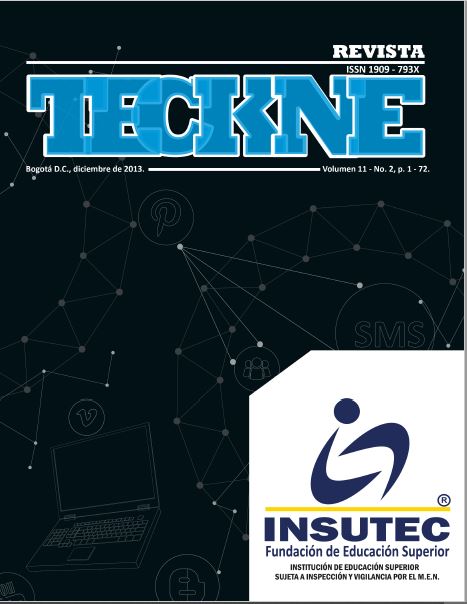 REVISTA
ISSN 1909 - 793X
TECKNE
Bogotá D.C., diciembre de 2013.
Volumen 11 - No. 2, p. 1 - 72.
SMS
®
INSUTEC
Fundación de Educación Superior
INSTITUCIÓN DE EDUCACIÓN SUPERIOR
SUJETA A INSPECCIÓN Y VIGILANCIA POR EL M.E.N.